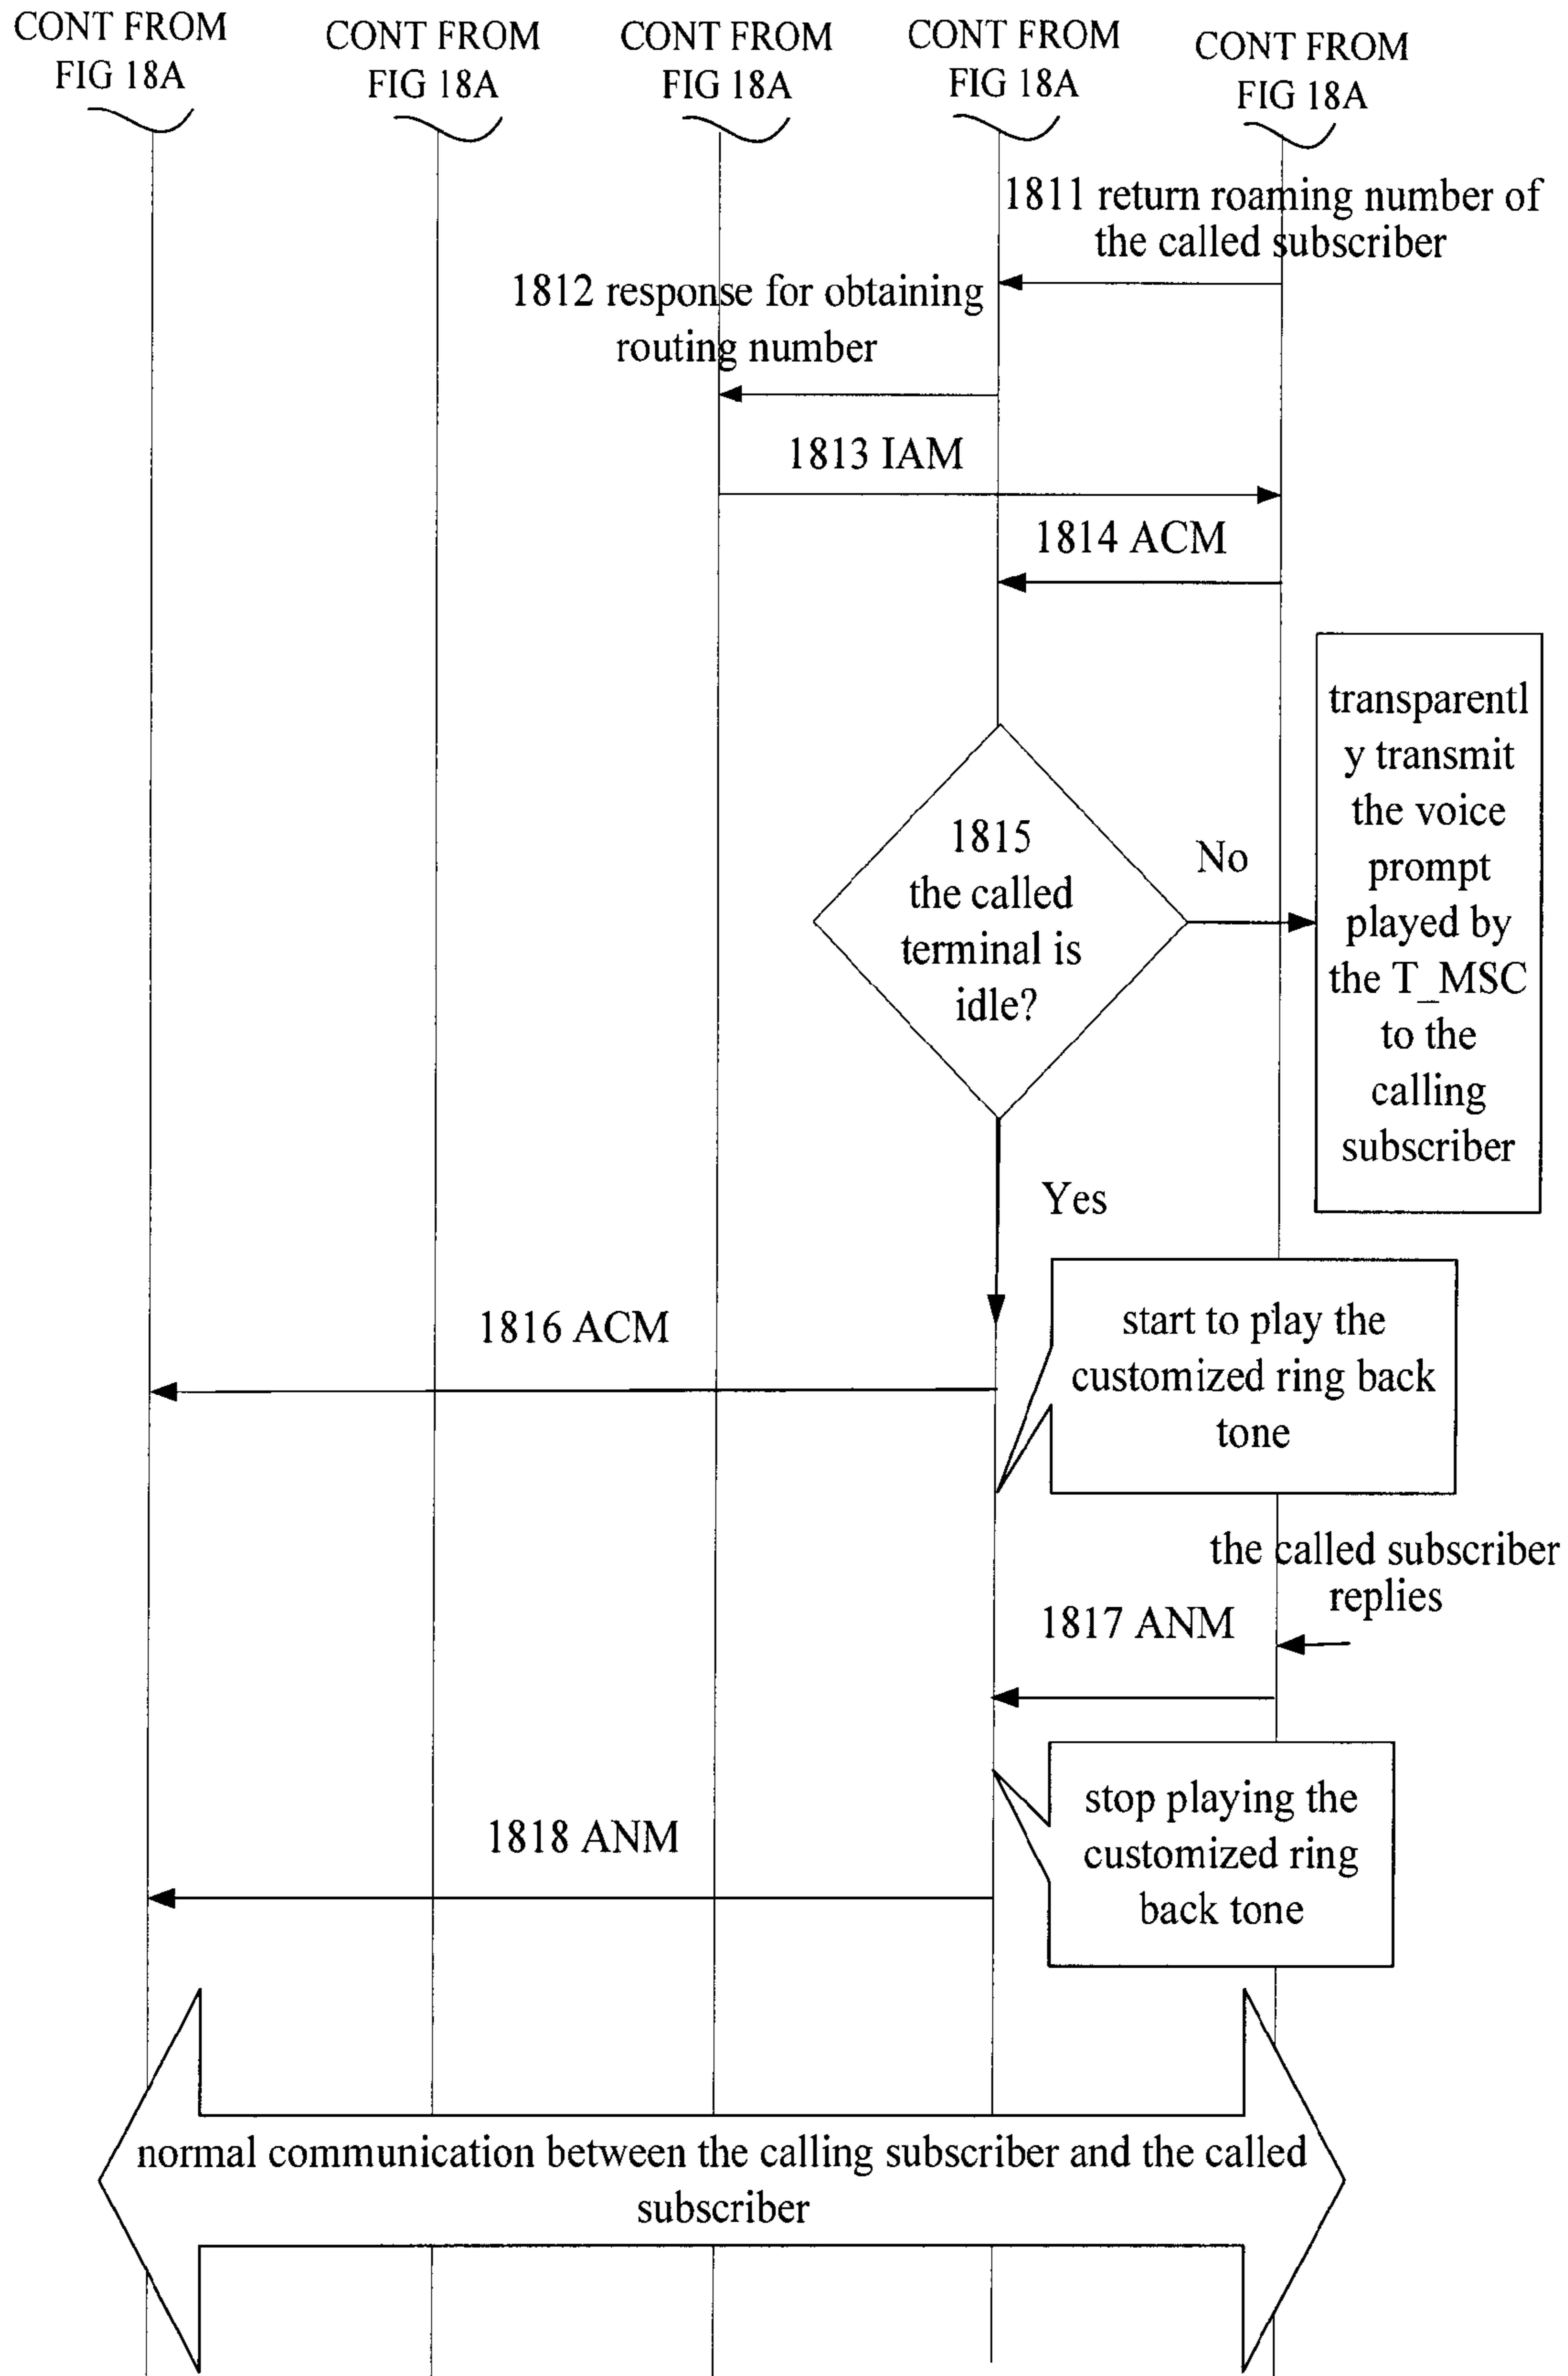 CONT FROM
FIG 18A
CONT FROM
FIG 18A
CONT FROM
FIG 18A
CONT FROM
FIG 18A
CONT FROM
FIG 18A
1811 return roaming number of
the called subscriber
1812 response for obtaining
routing number
1813 IAM
1814 ACM
1815
the called
terminal is
idle?
No
transparentl
y transmit
the voice
prompt
played by
the T_MSC
to the
calling
subscriber
Yes
1816 ACM
start to play the
customized ring back
tone
the called subscriber
replies
1817 ANM
stop playing the
customized ring
back tone
1818 ANM
normal communication between the calling subscriber and the called
subscriber